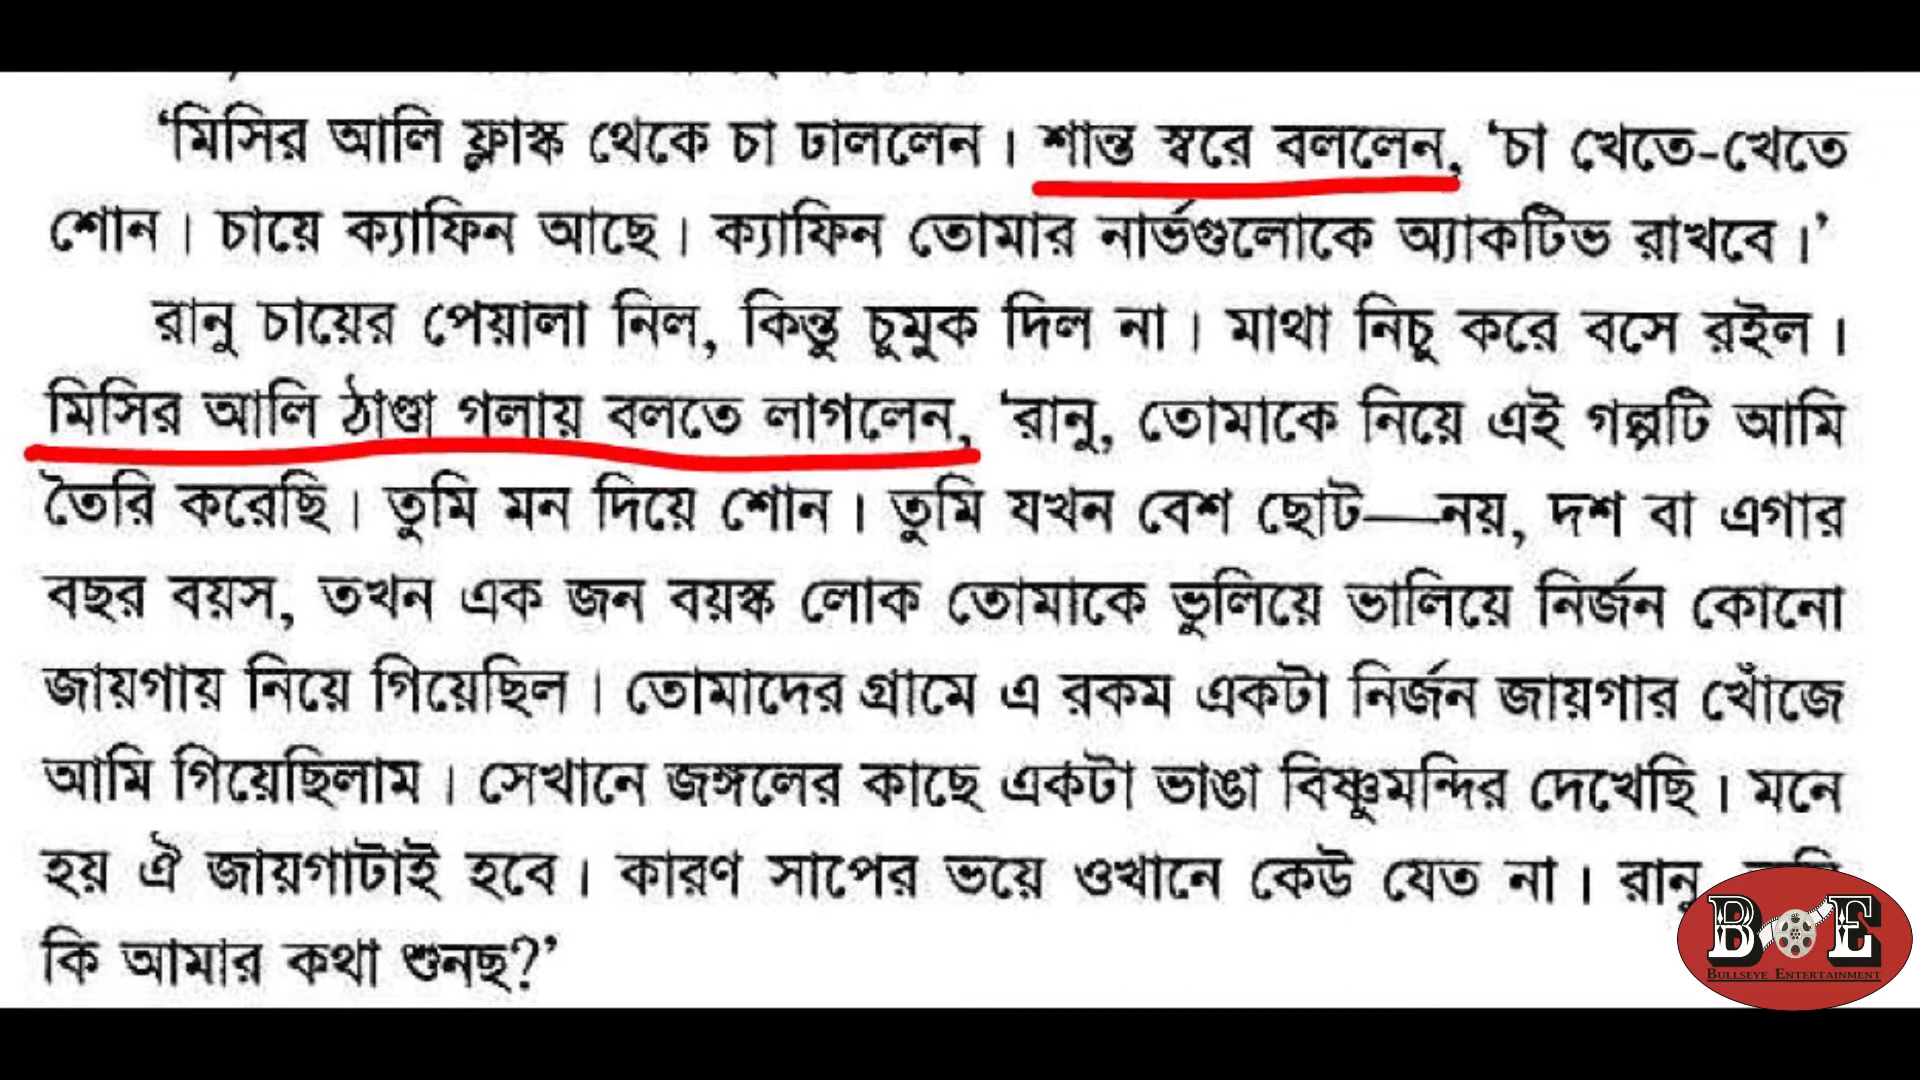 ‘মিসির আলি ফ্লাস্ক থেকে চা ঢাললেন। শান্ত স্বরে বললেন, ‘চা খেতে-খেতে
শোন। চায়ে ক্যাফিন আছে। ক্যাফিন তোমার নার্ভগুলোকে অ্যাকটিভ রাখবে।’
রানু চায়ের পেয়ালা নিল, কিন্তু চুমুক দিল না। মাথা নিচু করে বসে রইল।
মিসির আলি ঠাণ্ডা গলায় বলতে লাগলেন, ‘রানু, তোমাকে নিয়ে এই গল্পটি আমি
তৈরি করেছি। তুমি মন দিয়ে শোন। তুমি যখন বেশ ছোট—নয়, দশ বা এগার
বছর বয়স, তখন এক জন বয়স্ক লোক তোমাকে ভুলিয়ে ভালিয়ে নির্জন কোনো
জায়গায় নিয়ে গিয়েছিল। তোমাদের গ্রামে এ রকম একটা নির্জন জায়গার খোঁজে
আমি গিয়েছিলাম। সেখানে জঙ্গলের কাছে একটা ভাঙা বিষ্ণুমন্দির দেখেছি। মনে
হয় ঐ জায়গাটাই হবে। কারণ সাপের ভয়ে ওখানে কেউ যেত না। রানু
কি আমার কথা শুনছ?’
B E
BULLSEYE ENTERTAINMENT